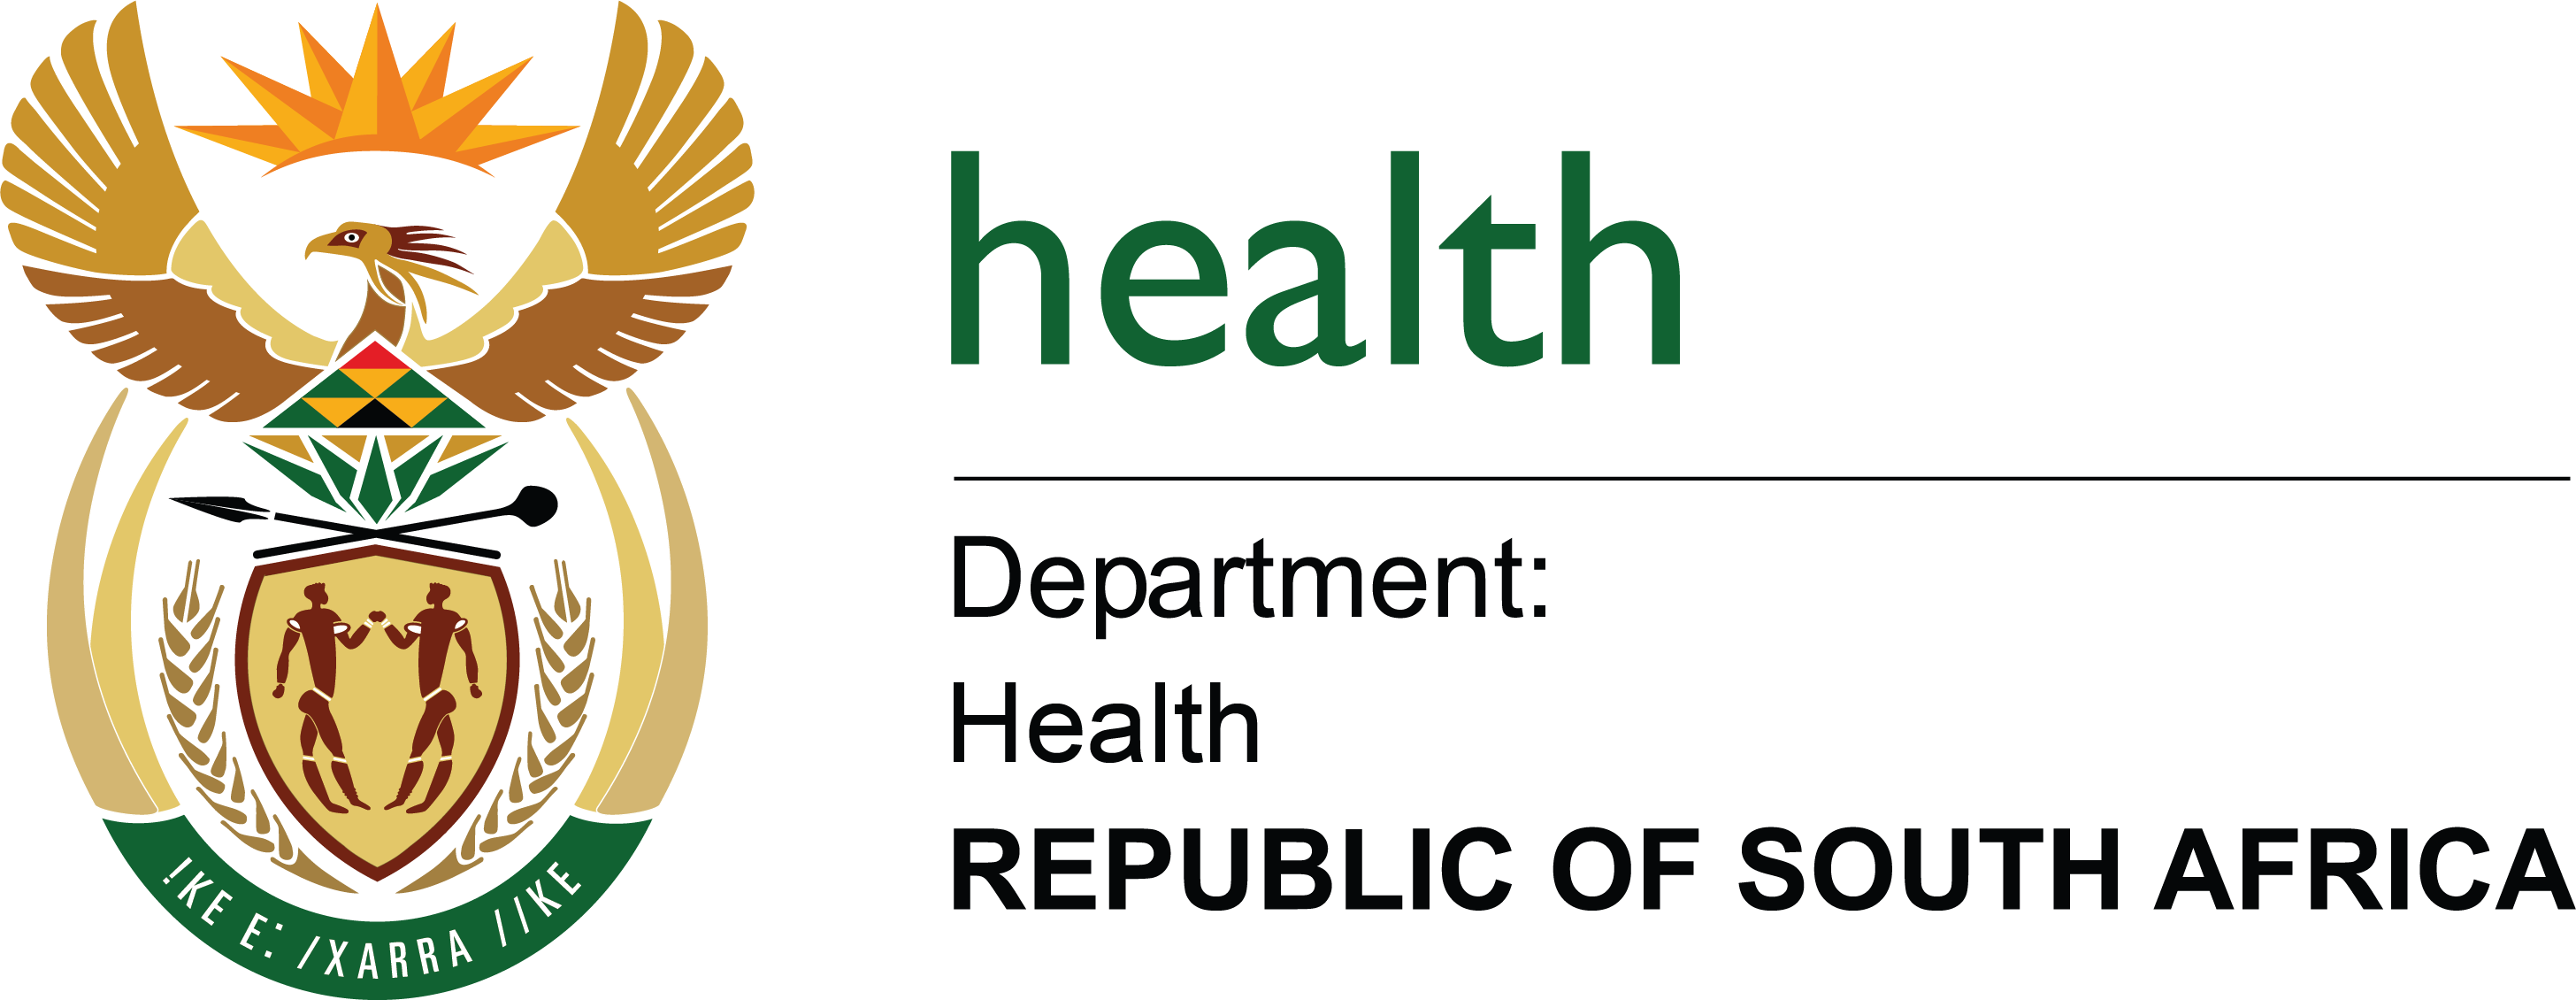 health
Department:
Health
REPUBLIC OF SOUTH AFRICA
!KE E: /XARRA //KE